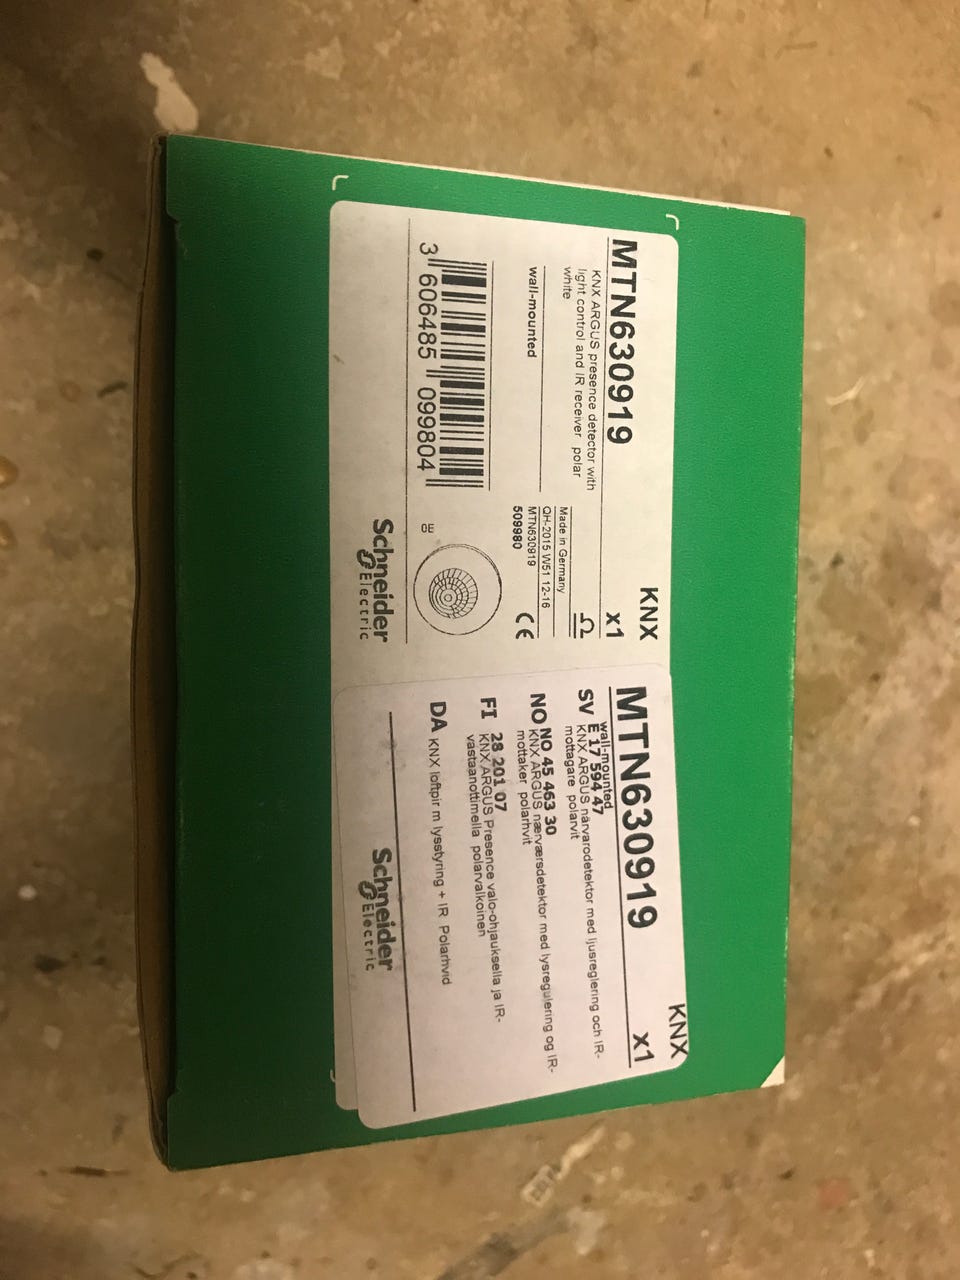 KNX
MTN630919
x1
KNX ARGUS presence detector with
light control and IR receiver polar
white
wall-mounted
Made in Germany
QH-2015 W51 12-16
MTN630919
509980
CE
3 606485 099804
Schneider
Electric
KNX
MTN630919
x1
wall-mounted
SV E 17 594 47
KNX ARGUS närvarodetektor med ljusreglering och IR-
mottagare polarvit
NO NO 45 463 30
KNX ARGUS nærværsdetektor med lysregulering og IR-
mottaker polarhvit
FI 28 201 07
KNX ARGUS Presence valo-ohjauksella ja IR-
vastaanottimella polarvalkoinen
DA KNX loftpir m lysstyring + IR Polarhvid
Schneider
Electric